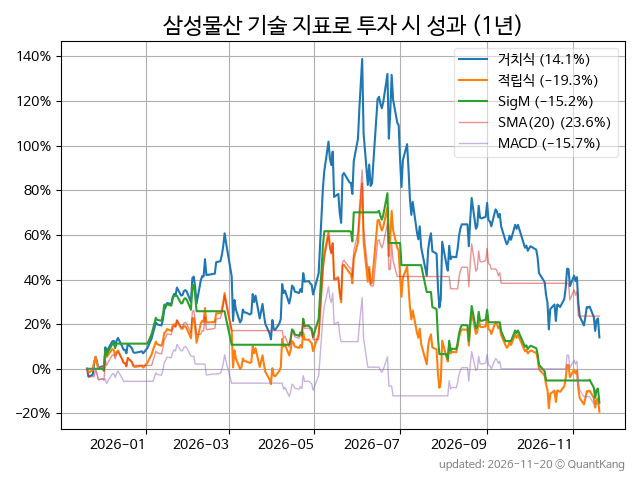 삼성물산 기술 지표로 투자 시 성과 (1년)
140%
120%
100%
80%
60%
40%
20%
0%
−20%
거치식 (14.1%)
적립식 (−19.3%)
SigM (−15.2%)
SMA(20) (23.6%)
MACD (−15.7%)
2026-01
2026-03
2026-05
2026-07
2026-09
2026-11
updated: 2026-11-20 © QuantKang